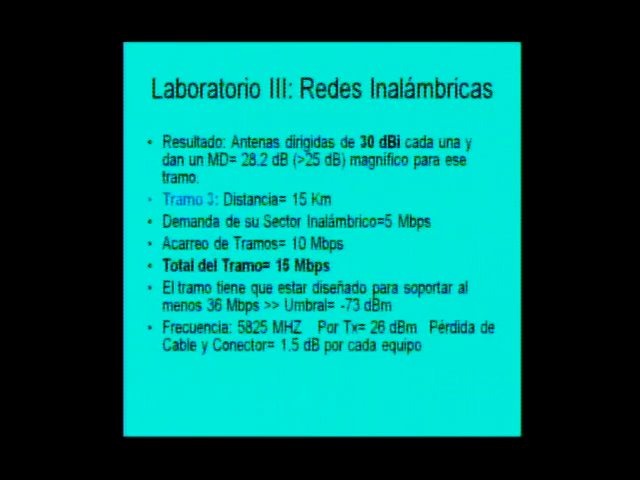 Laboratorio III: Redes Inalámbricas
• Resultado: Antenas dirigidas de 30 dBi cada una y
dan un MD= 28.2 dB (>25 dB) magnífico para ese
tramo.
• Tramo 3: Distancia= 15 Km
• Demanda de su Sector Inalámbrico=5 Mbps
• Acarreo de Tramos= 10 Mbps
• Total del Tramo= 15 Mbps
• El tramo tiene que estar diseñado para soportar al
menos 36 Mbps >> Umbral= -73 dBm
• Frecuencia: 5825 MHZ Por Tx= 26 dBm Pérdida de
Cable y Conector= 1.5 dB por cada equipo